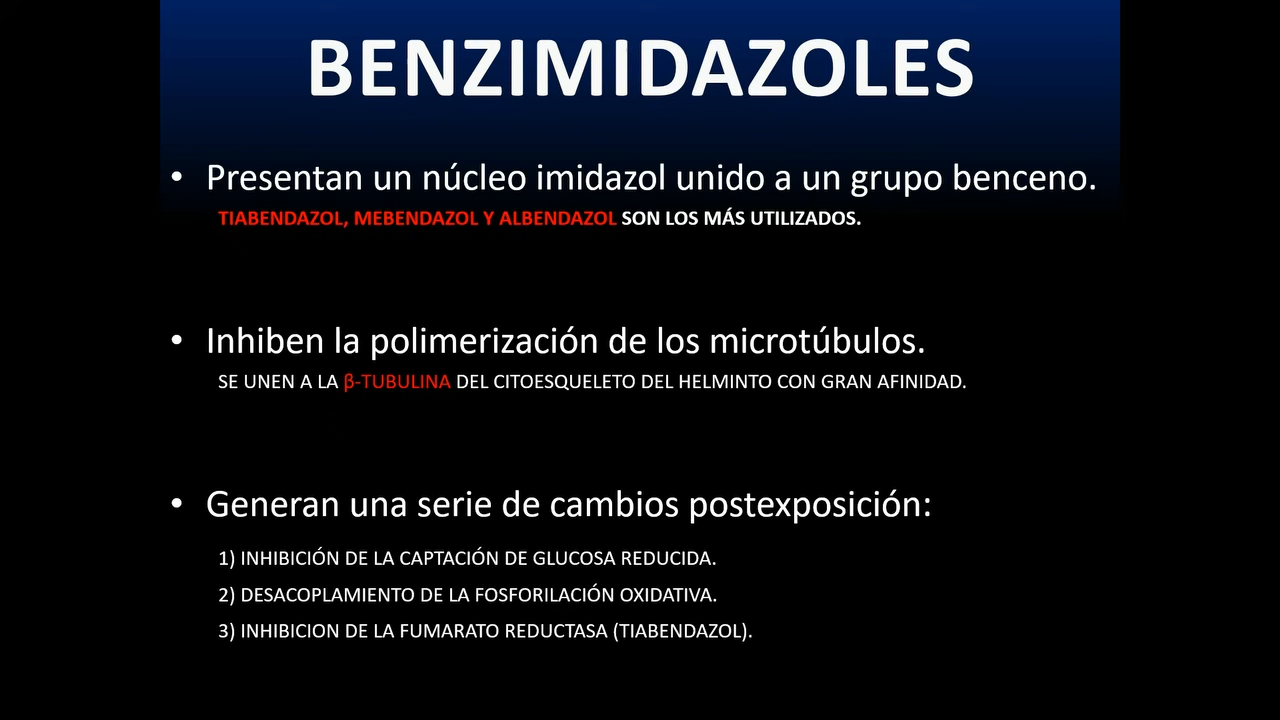 BENZIMIDAZOLES
• Presentan un núcleo imidazol unido a un grupo benceno.
TIABENDAZOL, MEBENDAZOL Y ALBENDAZOL SON LOS MÁS UTILIZADOS.
• Inhiben la polimerización de los microtúbulos.
SE UNEN A LA β-TUBULINA DEL CITOESQUELETO DEL HELMINTO CON GRAN AFINIDAD.
• Generan una serie de cambios postexposición:
1) INHIBICIÓN DE LA CAPTACIÓN DE GLUCOSA REDUCIDA.
2) DESACOPLAMIENTO DE LA FOSFORILACIÓN OXIDATIVA.
3) INHIBICION DE LA FUMARATO REDUCTASA (TIABENDAZOL).